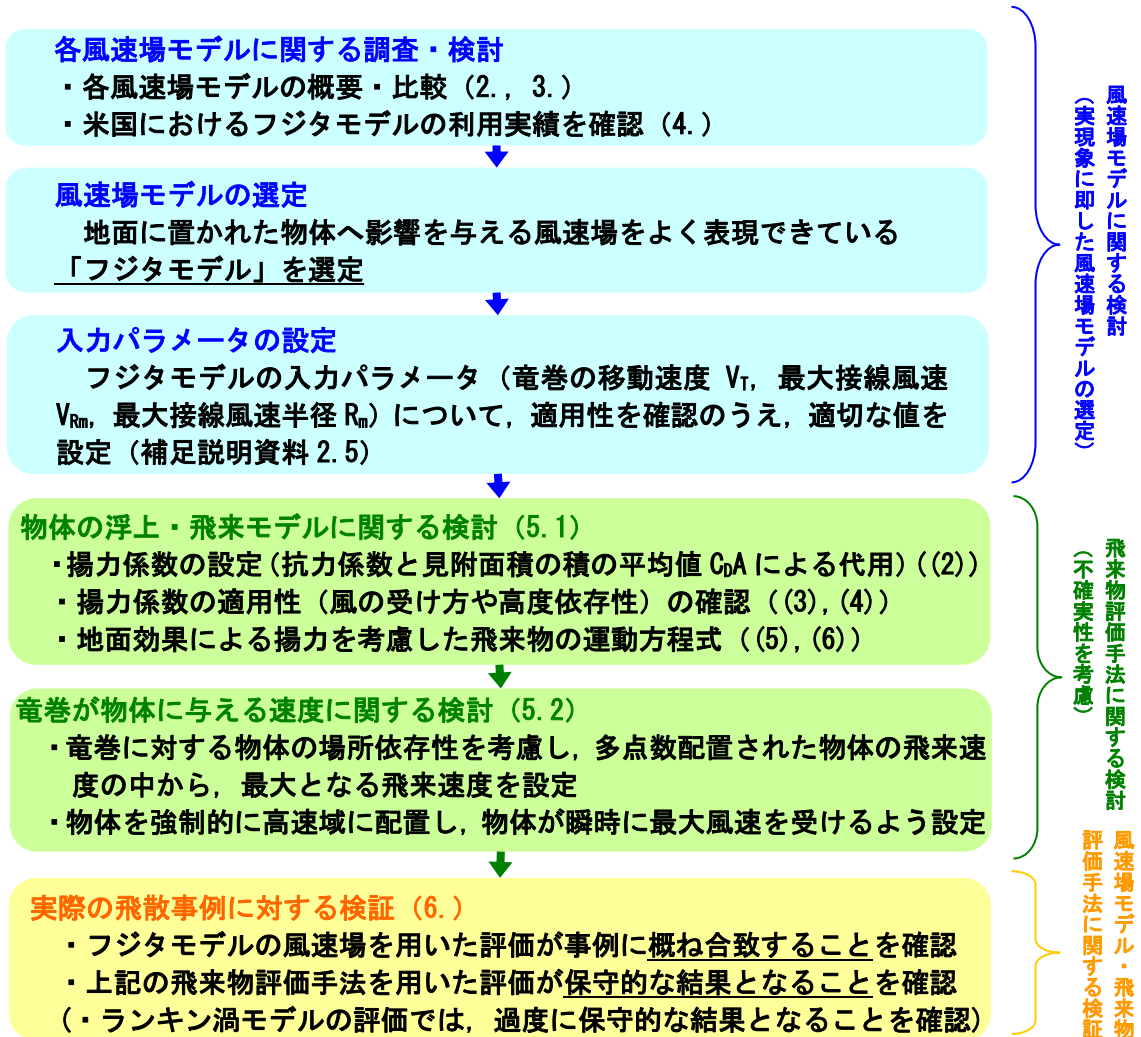 各風速場モデルに関する調査・検討
・各風速場モデルの概要・比較（2.，3.）
・米国におけるフジタモデルの利用実績を確認（4.）
風速場モデルの選定
地面に置かれた物体へ影響を与える風速場をよく表現できている
「フジタモデル」を選定
入力パラメータの設定
フジタモデルの入力パラメータ（竜巻の移動速度 VT，最大接線風速
VRm，最大接線風速半径 Rm）について，適用性を確認のうえ，適切な値を
設定（補足説明資料 2.5）
風速場モデルに関する検討
（実現象に即した風速場モデルの選定）
物体の浮上・飛来モデルに関する検討（5.1）
・揚力係数の設定（抗力係数と見附面積の積の平均値 CDA による代用）（(2)）
・揚力係数の適用性（風の受け方や高度依存性）の確認（(3),(4)）
・地面効果による揚力を考慮した飛来物の運動方程式（(5),(6)）
竜巻が物体に与える速度に関する検討（5.2）
・竜巻に対する物体の場所依存性を考慮し，多点数配置された物体の飛来速
度の中から，最大となる飛来速度を設定
・物体を強制的に高速域に配置し，物体が瞬時に最大風速を受けるよう設定
飛来物評価手法に関する検討
（不確実性を考慮）
実際の飛散事例に対する検証（6.）
・フジタモデルの風速場を用いた評価が事例に概ね合致することを確認
・上記の飛来物評価手法を用いた評価が保守的な結果となることを確認
（・ランキン渦モデルの評価では，過度に保守的な結果となることを確認）
風速場モデル・飛来物
評価手法に関する検証